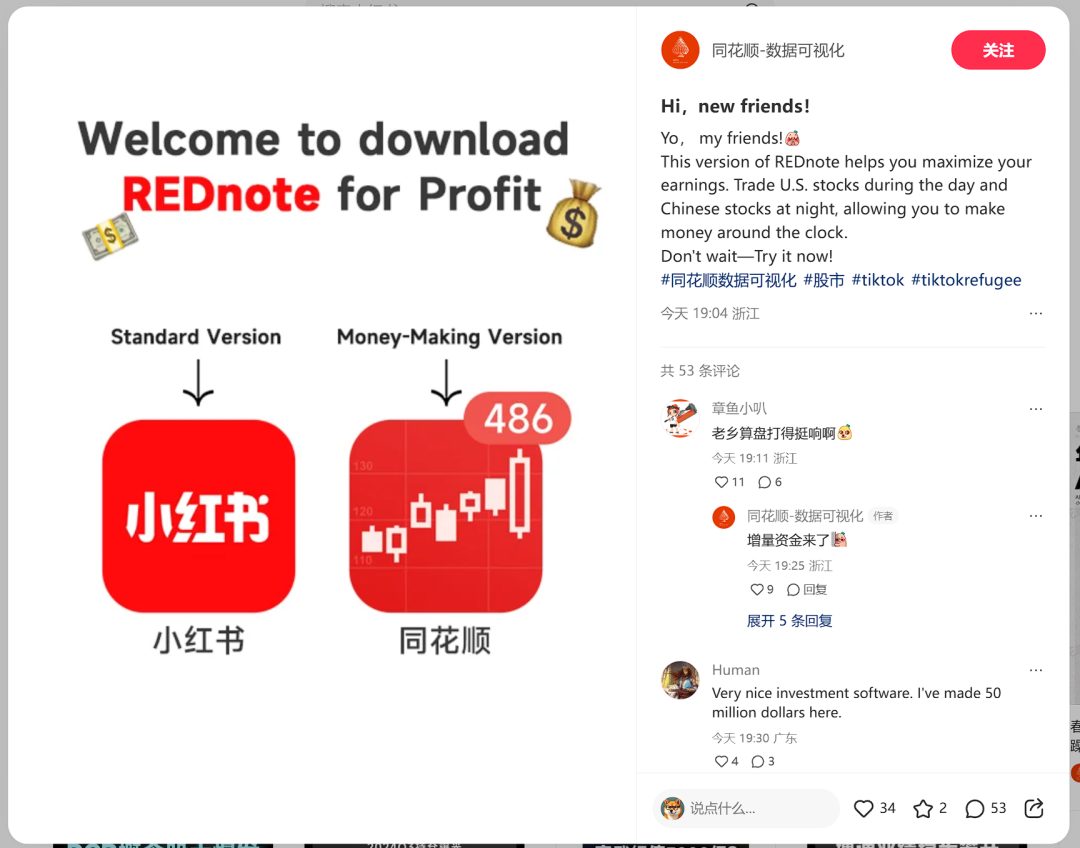 Welcome to download
REDnote for Profit
Standard Version
Money-Making Version
486
130
120
110
小红书
小红书
同花顺
同花顺-数据可视化
关注
Hi，new friends!
Yo， my friends!
This version of REDnote helps you maximize your
earnings. Trade U.S. stocks during the day and
Chinese stocks at night, allowing you to make
money around the clock.
Don't wait—Try it now!
#同花顺数据可视化 #股市 #tiktok #tiktokrefugee
今天 19:04 浙江
共 53 条评论
章鱼小叭
老乡算盘打得挺响啊
今天 19:11 浙江
11 6
同花顺-数据可视化 作者
增量资金来了
今天 19:25 浙江
9 回复
展开 5 条回复
Human
Very nice investment software. I've made 50
million dollars here.
今天 19:30 广东
4 3
说点什么...
34 2 53